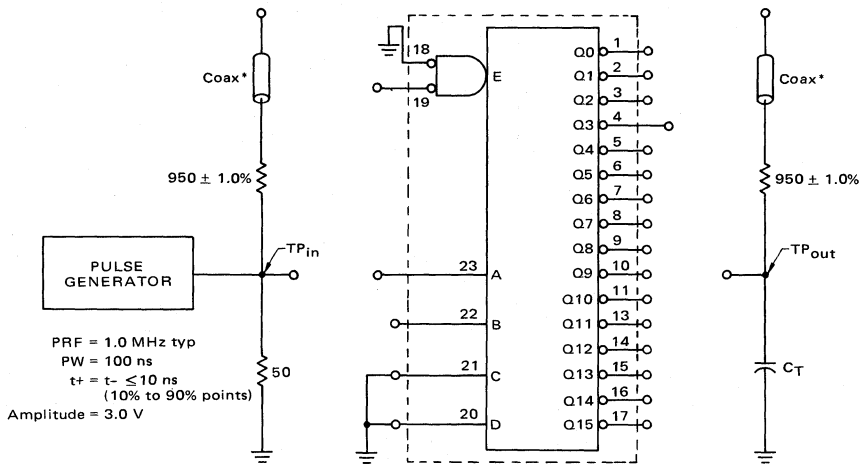 Coax*
950 ± 1.0%
TPin
PULSE
GENERATOR
PRF = 1.0 MHz typ
PW = 100 ns
t+ = t- ≤10 ns
(10% to 90% points)
Amplitude = 3.0 V
50
18
19
E
23 A
22 B
21 C
20 D
Q0 1
Q1 2
Q2 3
Q3 4
Q4 5
Q5 6
Q6 7
Q7 8
Q8 9
Q9 10
Q10 11
Q11 13
Q12 14
Q13 15
Q14 16
Q15 17
Coax*
950 ± 1.0%
TPout
CT